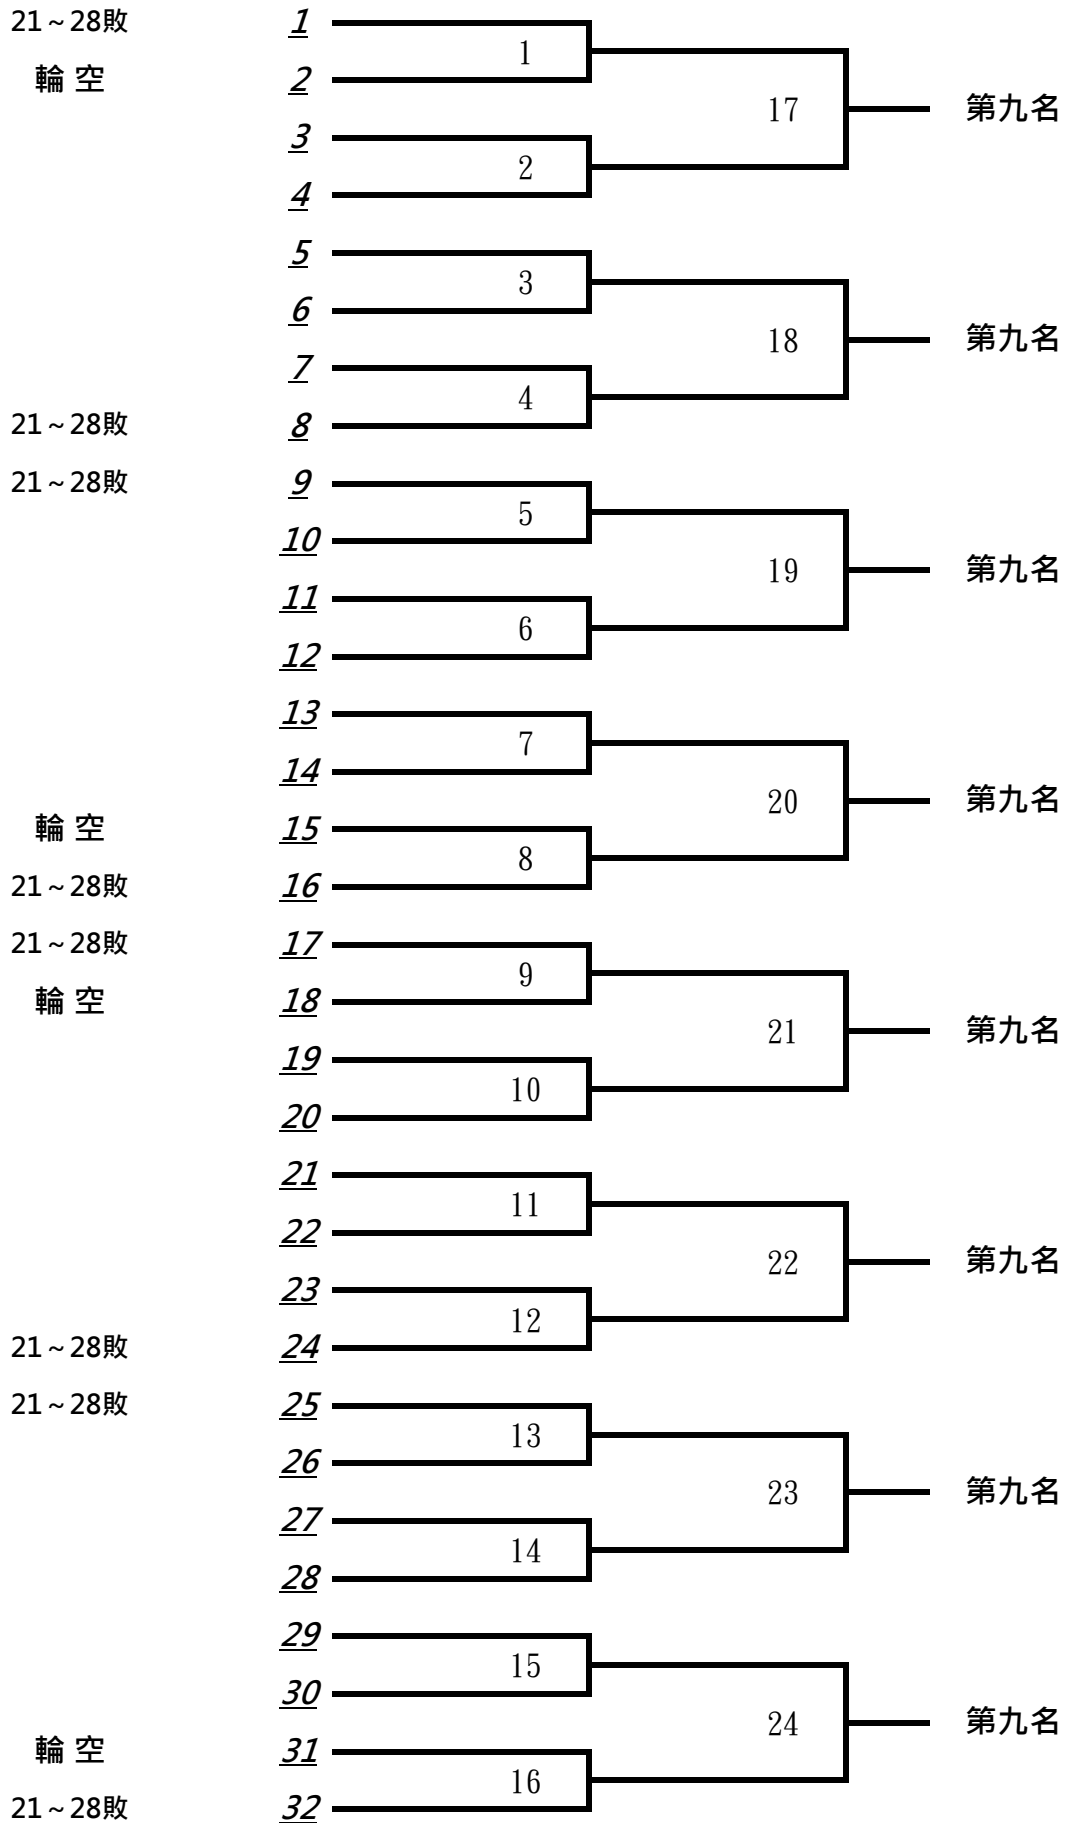 21～28敗 1
1
輪 空 2
17 第九名
3
2
4
5
3
6
18 第九名
7
4
21～28敗 8
21～28敗 9
5
10
19 第九名
11
6
12
13
7
14
20 第九名
輪 空 15
8
21～28敗 16
21～28敗 17
9
輪 空 18
21 第九名
19
10
20
21
11
22
22 第九名
23
12
21～28敗 24
21～28敗 25
13
26
23 第九名
27
14
28
29
15
30
24 第九名
輪 空 31
16
21～28敗 32